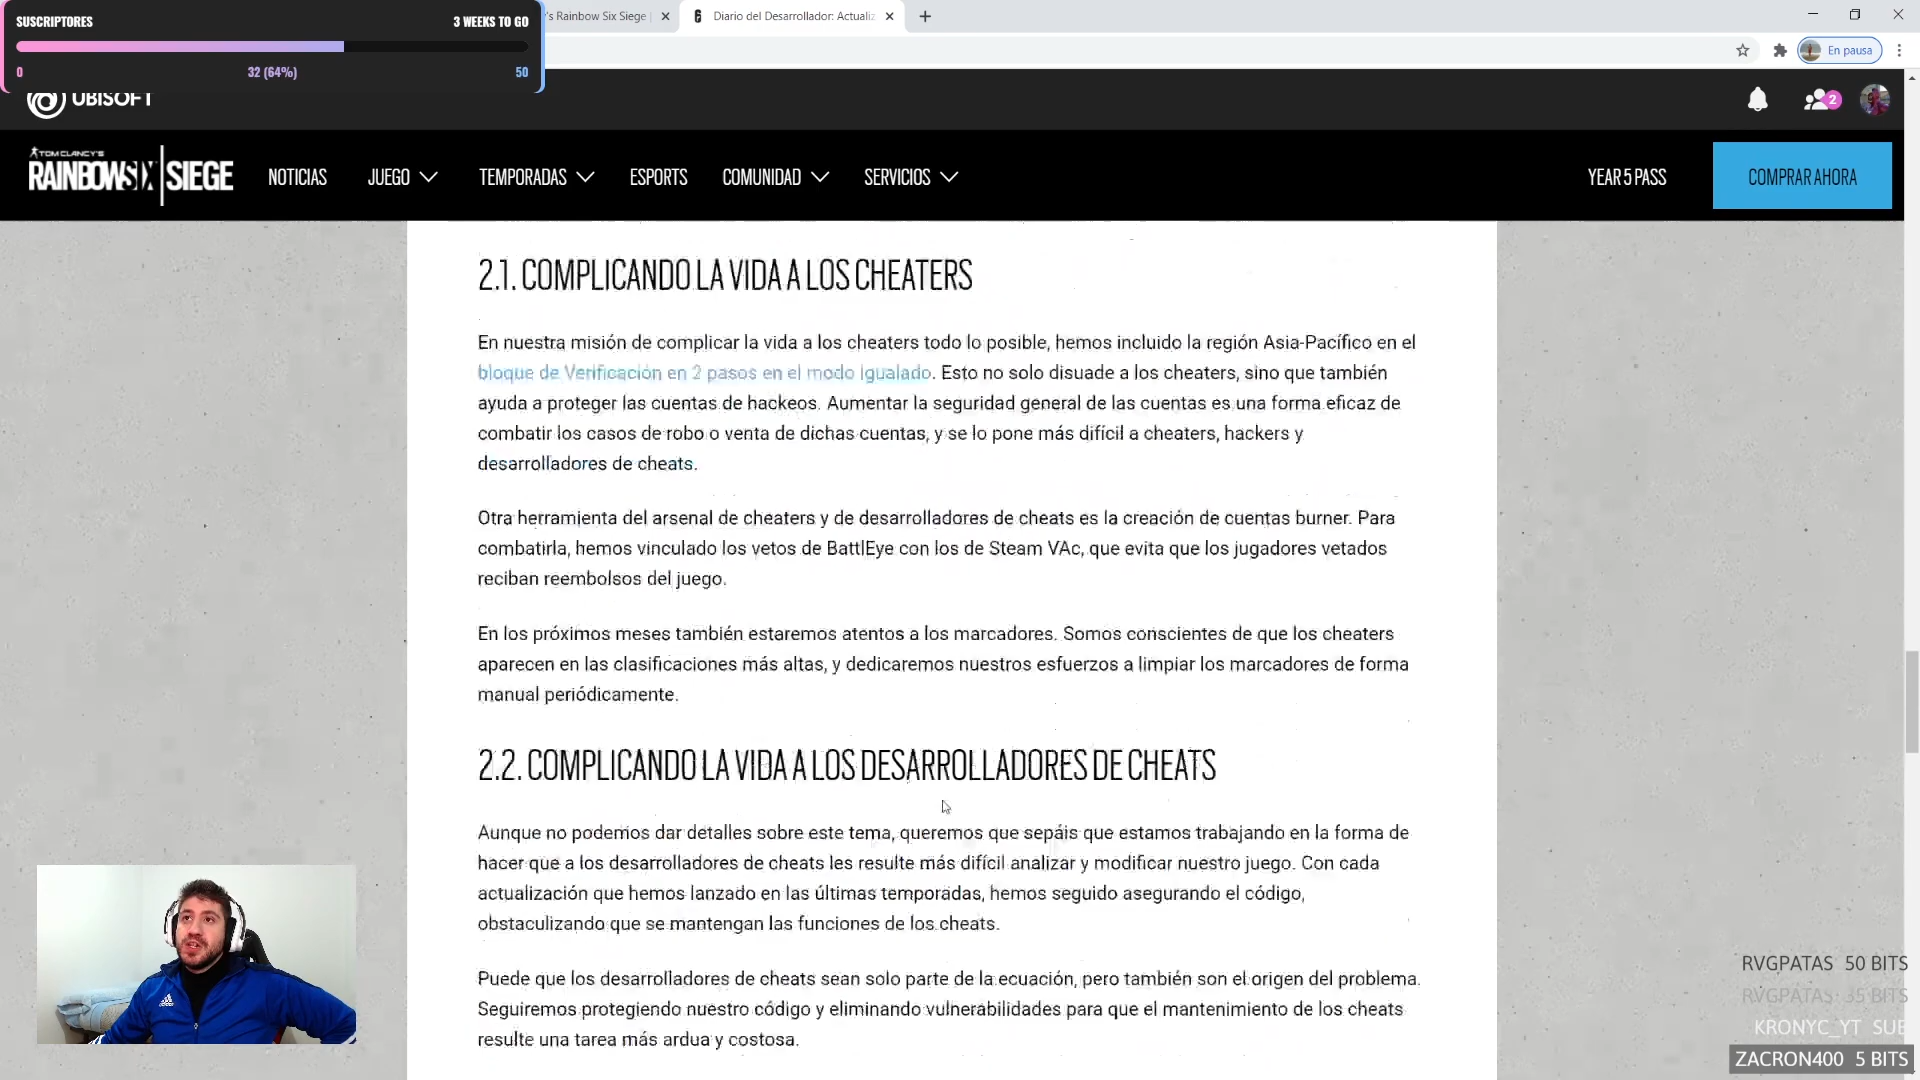 SUSCRIPTORES
3 WEEKS TO GO
0
32 (64%)
50
's Rainbow Six Siege
Diario del Desarrollador: Actualiz
En pausa
UBISOFT
2
TOM CLANCY'S
RAINBOWSIX SIEGE
NOTICIAS
JUEGO
TEMPORADAS
ESPORTS
COMUNIDAD
SERVICIOS
YEAR 5 PASS
COMPRAR AHORA
2.1. COMPLICANDO LA VIDA A LOS CHEATERS
En nuestra misión de complicar la vida a los cheaters todo lo posible, hemos incluido la región Asia-Pacífico en el
bloque de Verificación en 2 pasos en el modo igualado. Esto no solo disuade a los cheaters, sino que también
ayuda a proteger las cuentas de hackeos. Aumentar la seguridad general de las cuentas es una forma eficaz de
combatir los casos de robo o venta de dichas cuentas, y se lo pone más difícil a cheaters, hackers y
desarrolladores de cheats.
Otra herramienta del arsenal de cheaters y de desarrolladores de cheats es la creación de cuentas burner. Para
combatirla, hemos vinculado los vetos de BattlEye con los de Steam VAc, que evita que los jugadores vetados
reciban reembolsos del juego.
En los próximos meses también estaremos atentos a los marcadores. Somos conscientes de que los cheaters
aparecen en las clasificaciones más altas, y dedicaremos nuestros esfuerzos a limpiar los marcadores de forma
manual periódicamente.
2.2. COMPLICANDO LA VIDA A LOS DESARROLLADORES DE CHEATS
Aunque no podemos dar detalles sobre este tema, queremos que sepáis que estamos trabajando en la forma de
hacer que a los desarrolladores de cheats les resulte más difícil analizar y modificar nuestro juego. Con cada
actualización que hemos lanzado en las últimas temporadas, hemos seguido asegurando el código,
obstaculizando que se mantengan las funciones de los cheats.
Puede que los desarrolladores de cheats sean solo parte de la ecuación, pero también son el origen del problema.
Seguiremos protegiendo nuestro código y eliminando vulnerabilidades para que el mantenimiento de los cheats
resulte una tarea más ardua y costosa.
RVGPATAS 50 BITS
RVGPATAS 35 BITS
KRONYC_YT SUB
ZACRON400 5 BITS